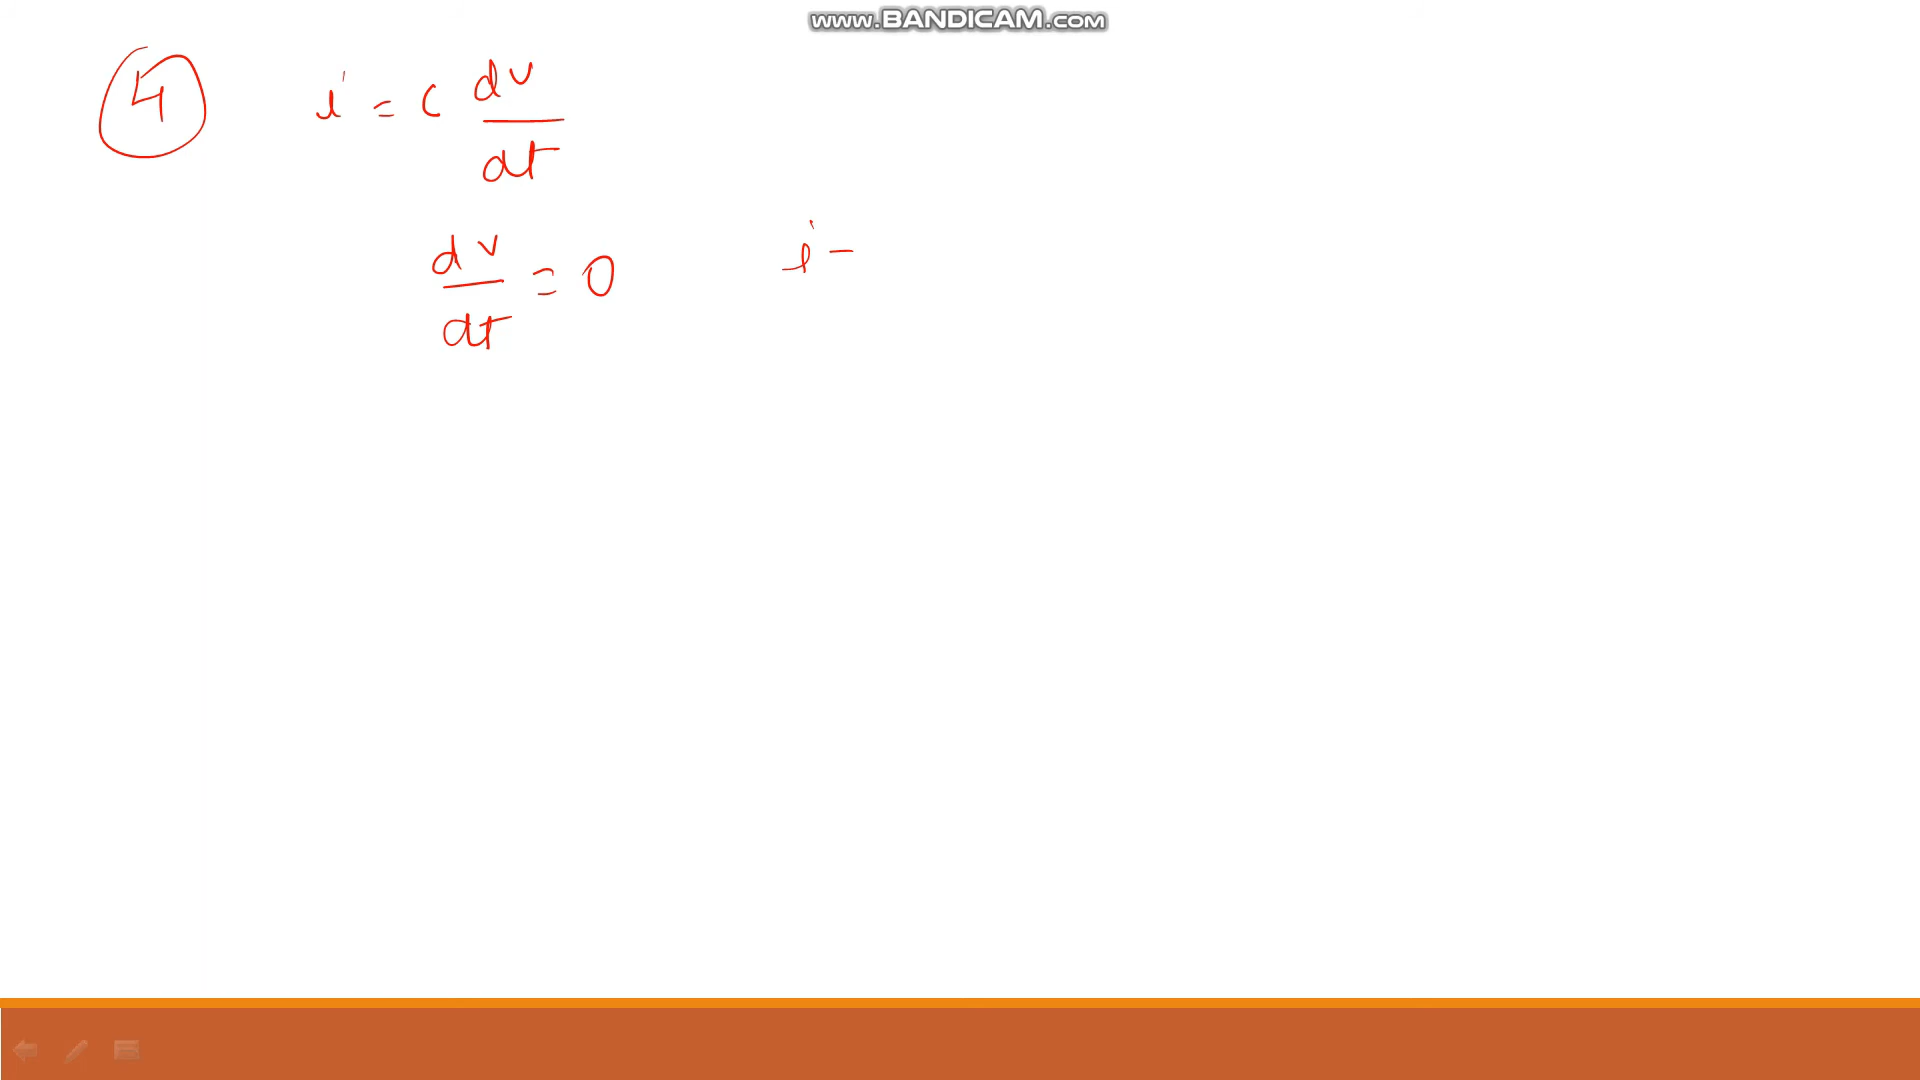 www.BANDICAM.com
4
i = c dv/dt
dv/dt = 0
i -